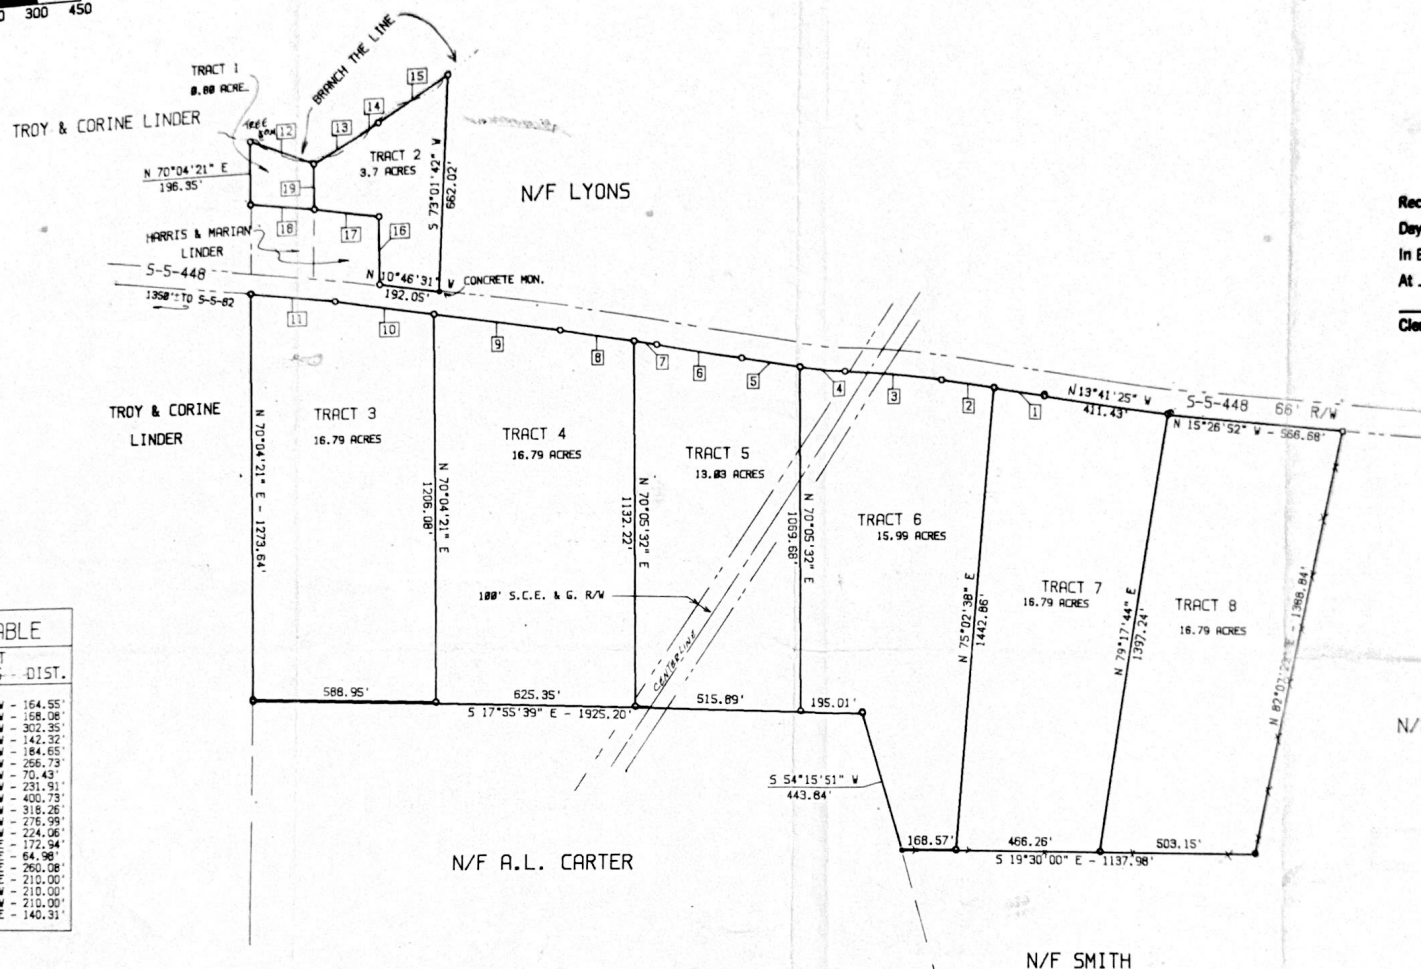 300 450
TRACT 1
0.80 ACRE
TROY & CORINE LINDER
N 70°04'21" E
196.35'
BRANCH THE LINE
TREE
12
13
14
15
TRACT 2
3.7 ACRES
S 73°01'42" W
662.02'
N/F LYONS
19
18
17
16
HARRIS & MARIAN
LINDER
S-5-448
N 10°46'31" W
192.05'
CONCRETE MON.
1350'± TO S-5-82
11
10
9
8
7
6
5
4
3
2
1
N 13°41'25" W
411.43'
S-5-448 66' R/W
N 15°26'52" W - 566.68'
Rec
Day
In
At
Cle
TROY & CORINE
LINDER
N 70°04'21" E - 1273.64'
TRACT 3
16.79 ACRES
N 70°04'21" E
1206.08'
TRACT 4
16.79 ACRES
N 70°05'32" E
1132.22'
TRACT 5
13.03 ACRES
N 70°05'32" E
1069.68'
TRACT 6
15.99 ACRES
N 75°02'38" E
1442.86'
TRACT 7
16.79 ACRES
N 79°17'44" E
1397.24'
TRACT 8
16.79 ACRES
E - 1388.84'
100' S.C.E. & G. R/W
CENTERLINE
588.95'
625.35'
515.89'
195.01'
S 17°55'39" E - 1925.20'
S 54°15'51" W
443.84'
168.57'
466.26'
503.15'
S 19°30'00" E - 1137.98'
N/F A.L. CARTER
N/F SMITH
N/
ABLE
DIST.
- 164.55'
- 168.08'
- 302.35'
- 142.32'
- 184.65'
- 266.73'
- 70.43'
- 231.91'
- 400.73'
- 318.26'
- 276.99'
- 224.06'
- 172.94'
- 64.98'
- 260.08'
- 210.00'
- 210.00'
- 210.00'
- 140.31'